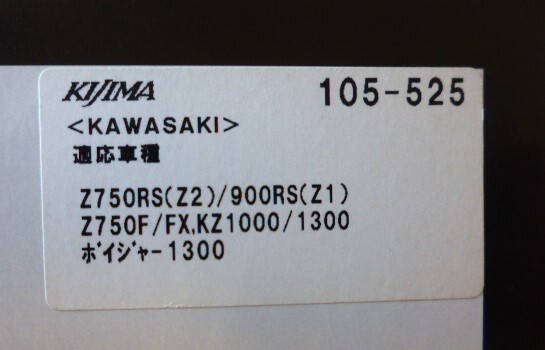 KIJIMA 105-525
<KAWASAKI>
適応車種
Z750RS(Z2)/900RS(Z1)
Z750F/FX,KZ1000/1300
ﾎﾞｲｼﾞｬｰ1300